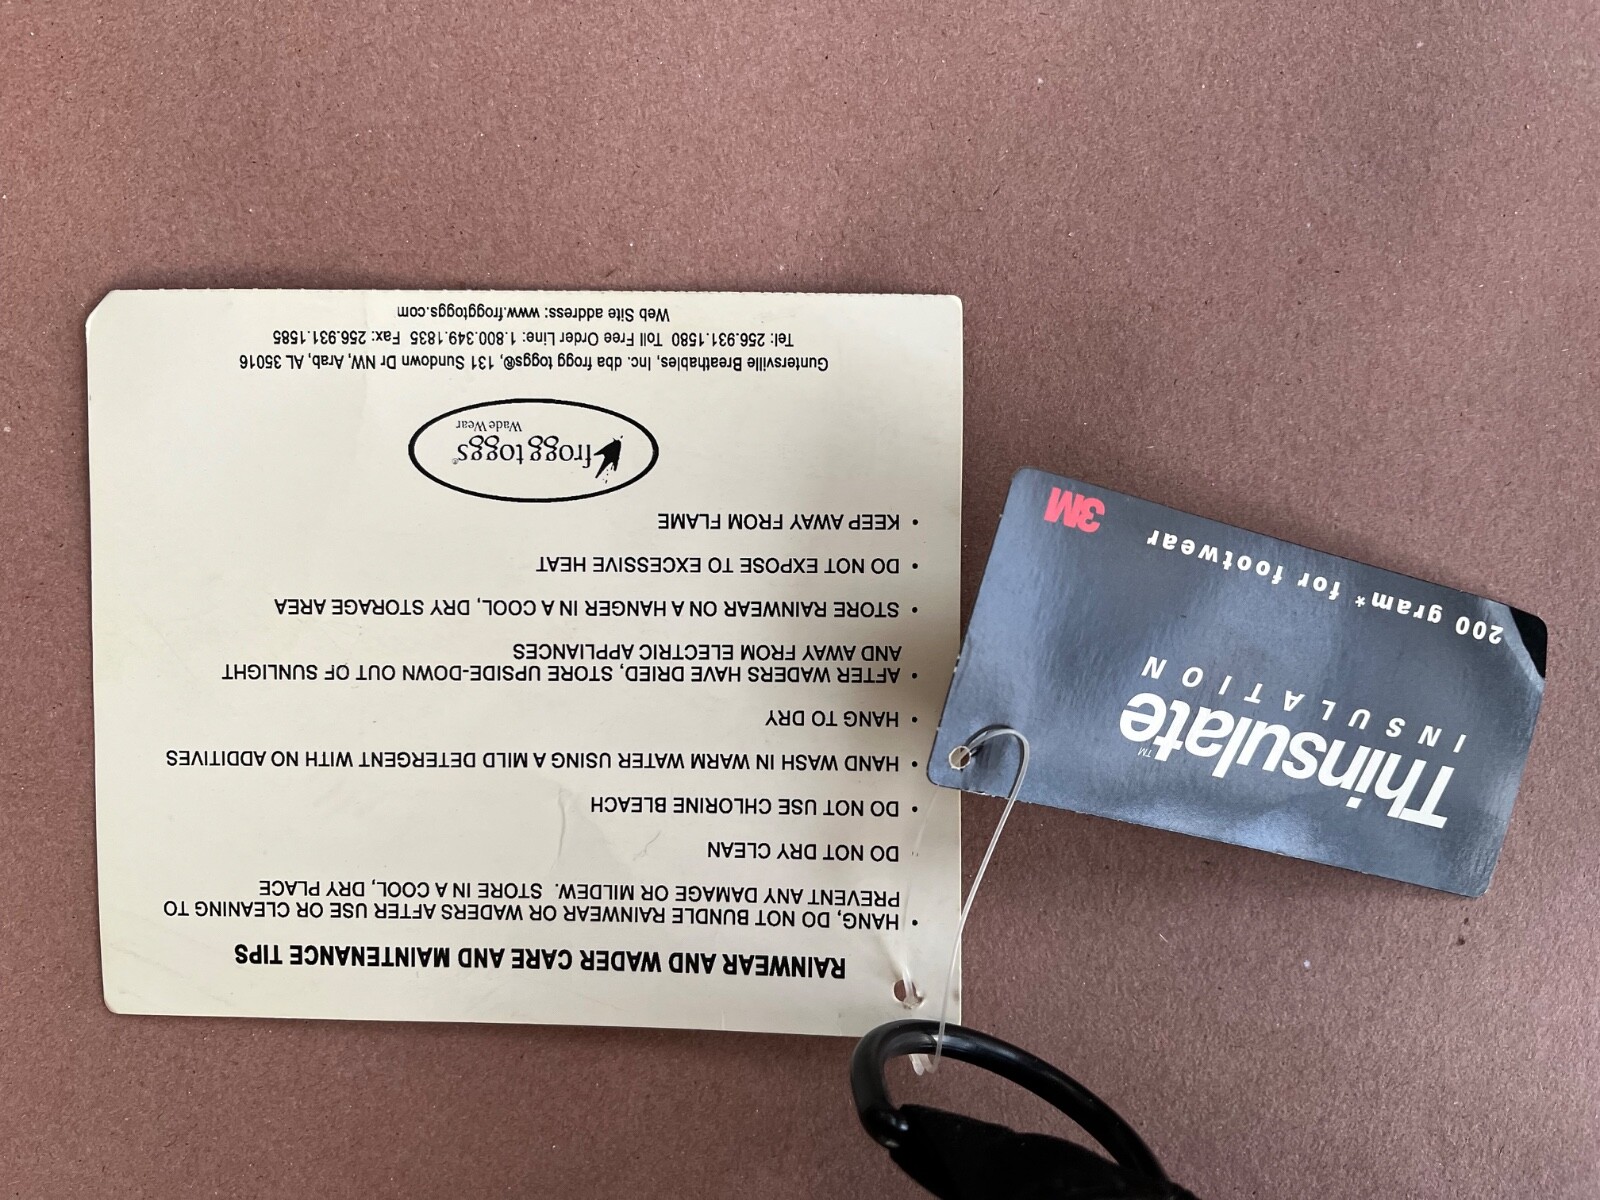 RAINWEAR AND WADER CARE AND MAINTENANCE TIPS
• HANG, DO NOT BUNDLE RAINWEAR OR WADERS AFTER USE OR CLEANING TO
PREVENT ANY DAMAGE OR MILDEW. STORE IN A COOL, DRY PLACE
DO NOT DRY CLEAN
• DO NOT USE CHLORINE BLEACH
• HAND WASH IN WARM WATER USING A MILD DETERGENT WITH NO ADDITIVES
• HANG TO DRY
• AFTER WADERS HAVE DRIED, STORE UPSIDE-DOWN OUT OF SUNLIGHT
AND AWAY FROM ELECTRIC APPLIANCES
• STORE RAINWEAR ON A HANGER IN A COOL, DRY STORAGE AREA
• DO NOT EXPOSE TO EXCESSIVE HEAT
• KEEP AWAY FROM FLAME
frogg toggs®
Wade Wear
Guntersville Breathables, Inc. dba frogg toggs®, 131 Sundown Dr NW, Arab, AL 35016
Tel: 256.931.1580 Toll Free Order Line: 1.800.349.1835 Fax: 256.931.1585
Web Site address: www.froggtoggs.com
Thinsulate™
INSULATION
200 gram* for footwear
3M